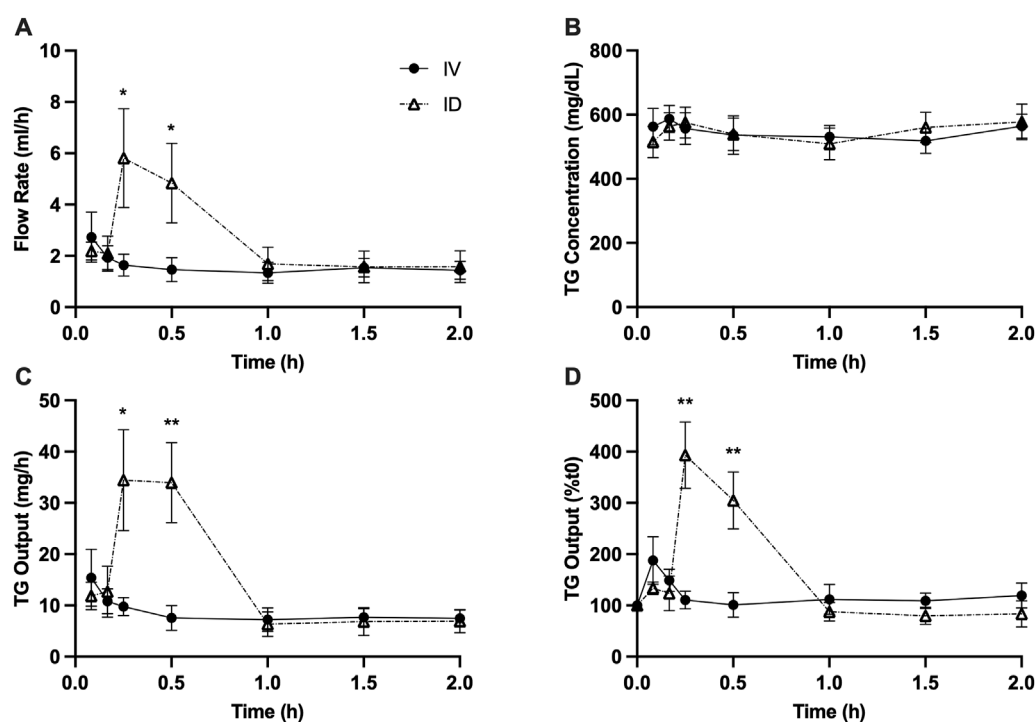 A
Flow Rate (ml/h)
10
8
6
4
2
0
*
*
IV
ID
0.0 0.5 1.0 1.5 2.0
Time (h)
B
TG Concentration (mg/dL)
800
600
400
200
0
0.0 0.5 1.0 1.5 2.0
Time (h)
C
TG Output (mg/h)
50
40
30
20
10
0
*
**
0.0 0.5 1.0 1.5 2.0
Time (h)
D
TG Output (%t0)
500
400
300
200
100
0
**
**
0.0 0.5 1.0 1.5 2.0
Time (h)